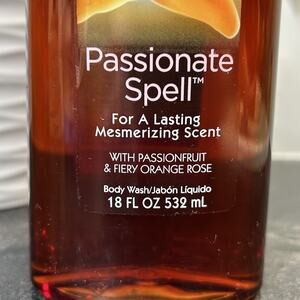 Passionate
Spell™
For A Lasting
Mesmerizing Scent
WITH PASSIONFRUIT
& FIERY ORANGE ROSE
Body Wash/Jabón Líquido
18 FL OZ 532 mL